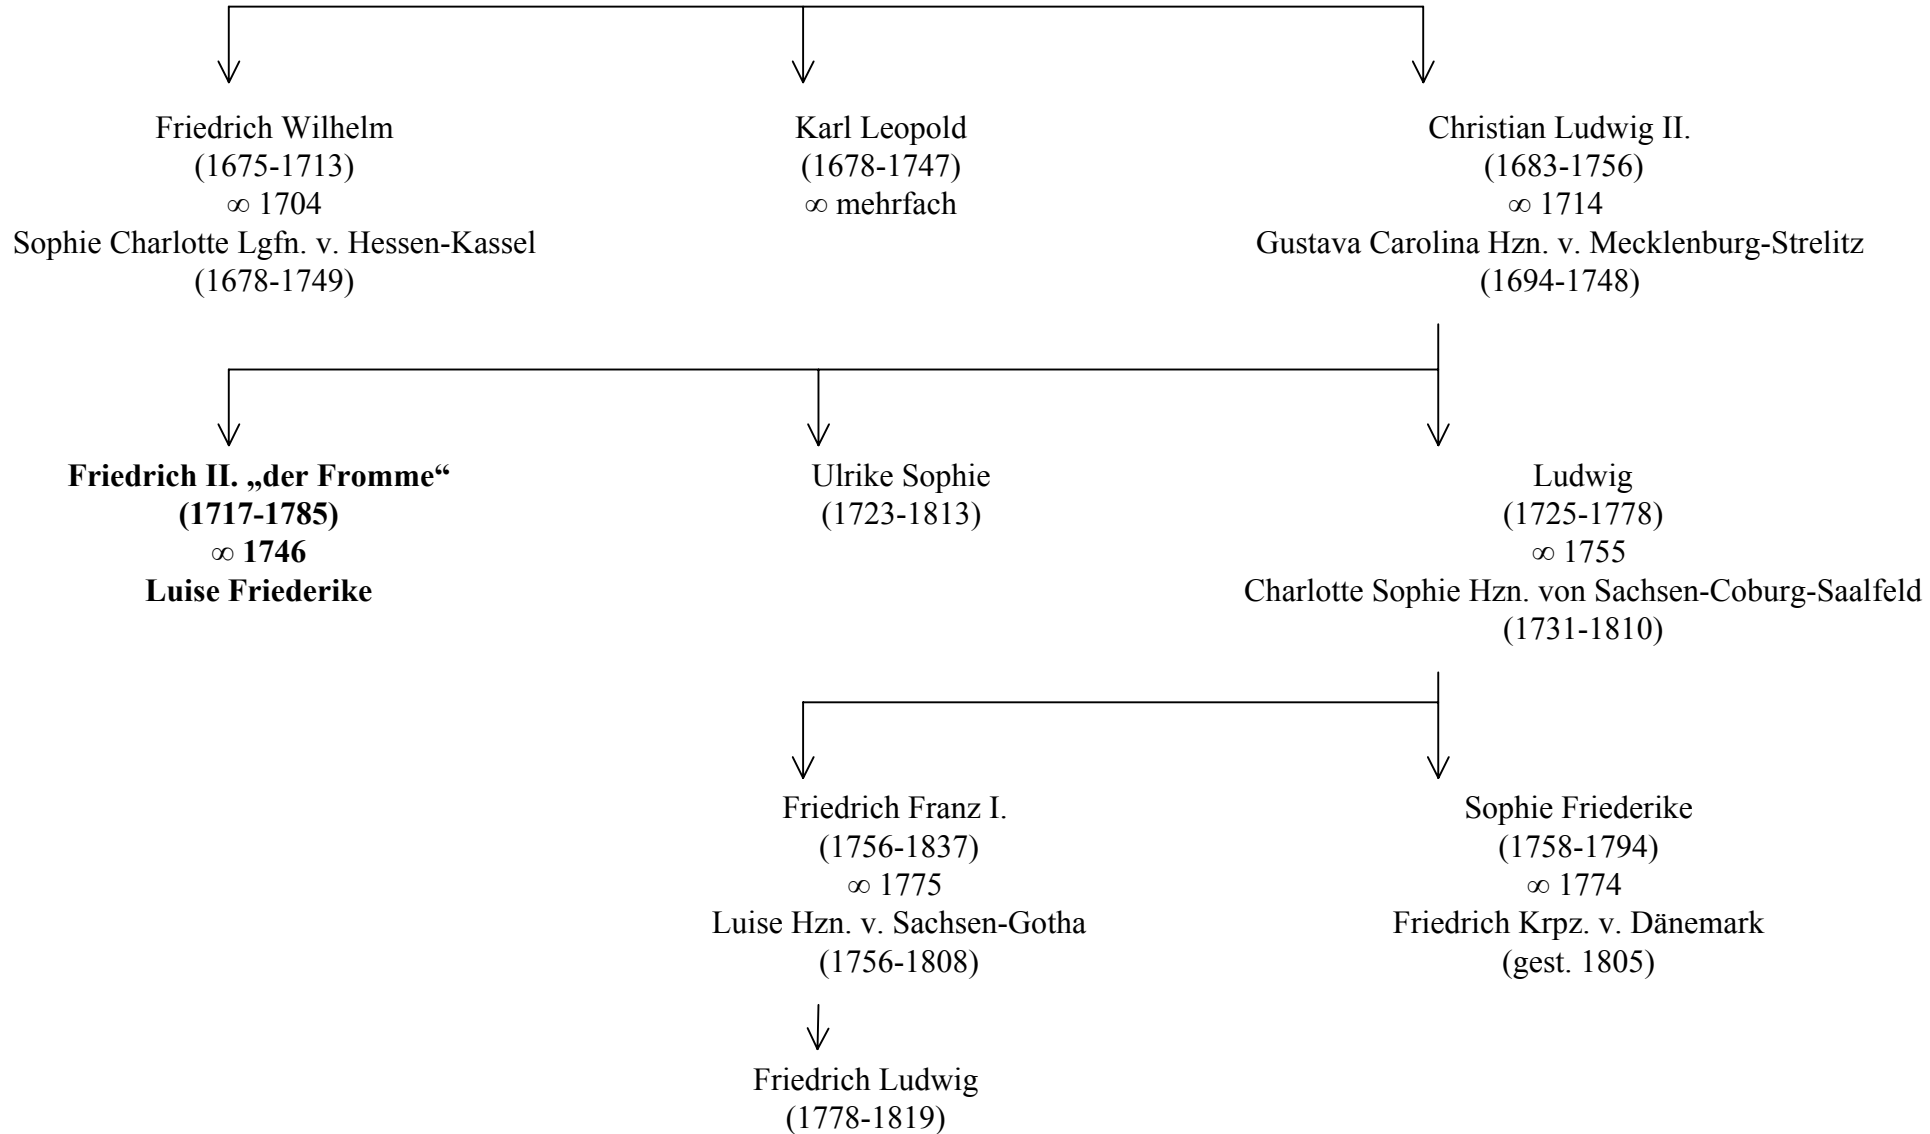 Friedrich Wilhelm
(1675-1713)
∞ 1704
Sophie Charlotte Lgfn. v. Hessen-Kassel
(1678-1749)
Karl Leopold
(1678-1747)
∞ mehrfach
Christian Ludwig II.
(1683-1756)
∞ 1714
Gustava Carolina Hzn. v. Mecklenburg-Strelitz
(1694-1748)
Friedrich II. „der Fromme“
(1717-1785)
∞ 1746
Luise Friederike
Ulrike Sophie
(1723-1813)
Ludwig
(1725-1778)
∞ 1755
Charlotte Sophie Hzn. von Sachsen-Coburg-Saalfeld
(1731-1810)
Friedrich Franz I.
(1756-1837)
∞ 1775
Luise Hzn. v. Sachsen-Gotha
(1756-1808)
Sophie Friederike
(1758-1794)
∞ 1774
Friedrich Krpz. v. Dänemark
(gest. 1805)
Friedrich Ludwig
(1778-1819)